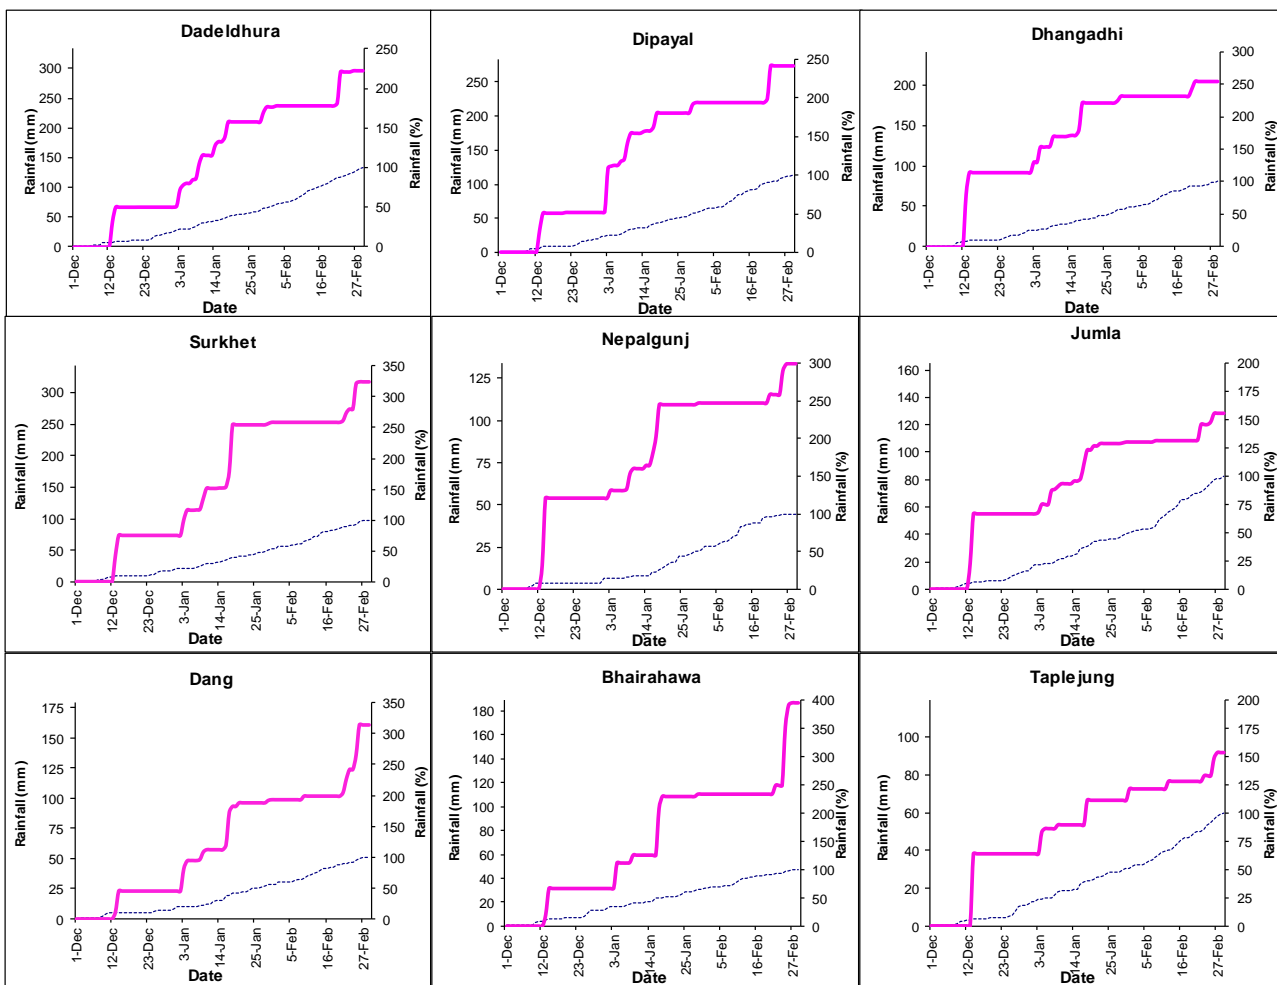 Dadeldhura
Rainfall (mm)
300
250
200
150
100
50
0
250
200
150
100
50
0
Rainfall (%)
1-Dec
12-Dec
23-Dec
3-Jan
14-Jan
25-Jan
5-Feb
16-Feb
27-Feb
Date
Dipayal
Rainfall (mm)
250
200
150
100
50
0
250
200
150
100
50
0
Rainfall (%)
1-Dec
12-Dec
23-Dec
3-Jan
14-Jan
25-Jan
5-Feb
16-Feb
27-Feb
Date
Dhangadhi
Rainfall (mm)
200
150
100
50
0
300
250
200
150
100
50
0
Rainfall (%)
1-Dec
12-Dec
23-Dec
3-Jan
14-Jan
25-Jan
5-Feb
16-Feb
27-Feb
Date
Surkhet
Rainfall (mm)
300
250
200
150
100
50
0
350
300
250
200
150
100
50
0
Rainfall (%)
1-Dec
12-Dec
23-Dec
3-Jan
14-Jan
25-Jan
5-Feb
16-Feb
27-Feb
Date
Nepalgunj
Rainfall (mm)
125
100
75
50
25
0
300
250
200
150
100
50
0
Rainfall (%)
1-Dec
12-Dec
23-Dec
3-Jan
14-Jan
25-Jan
5-Feb
16-Feb
27-Feb
Date
Jumla
Rainfall (mm)
160
140
120
100
80
60
40
20
0
200
175
150
125
100
75
50
25
0
Rainfall (%)
1-Dec
12-Dec
23-Dec
3-Jan
14-Jan
25-Jan
5-Feb
16-Feb
27-Feb
Date
Dang
Rainfall (mm)
175
150
125
100
75
50
25
0
350
300
250
200
150
100
50
0
Rainfall (%)
1-Dec
12-Dec
23-Dec
3-Jan
14-Jan
25-Jan
5-Feb
16-Feb
27-Feb
Date
Bhairahawa
Rainfall (mm)
180
160
140
120
100
80
60
40
20
0
400
350
300
250
200
150
100
50
0
Rainfall (%)
1-Dec
12-Dec
23-Dec
3-Jan
14-Jan
25-Jan
5-Feb
16-Feb
27-Feb
Date
Taplejung
Rainfall (mm)
100
80
60
40
20
0
200
175
150
125
100
75
50
25
0
Rainfall (%)
1-Dec
12-Dec
23-Dec
3-Jan
14-Jan
25-Jan
5-Feb
16-Feb
27-Feb
Date